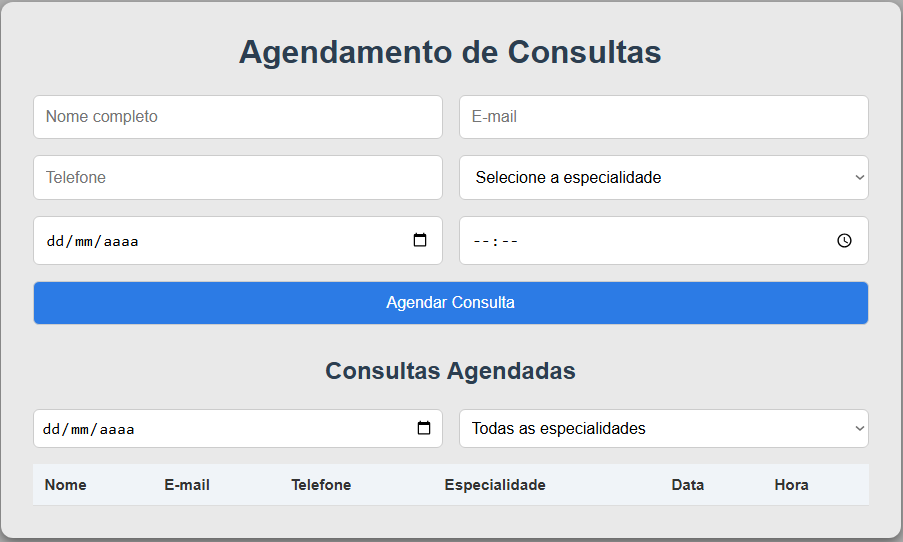 Agendamento de Consultas
Nome completo E-mail
Telefone Selecione a especialidade
dd/mm/aaaa --:--
Agendar Consulta
Consultas Agendadas
dd/mm/aaaa Todas as especialidades
Nome E-mail Telefone Especialidade Data Hora